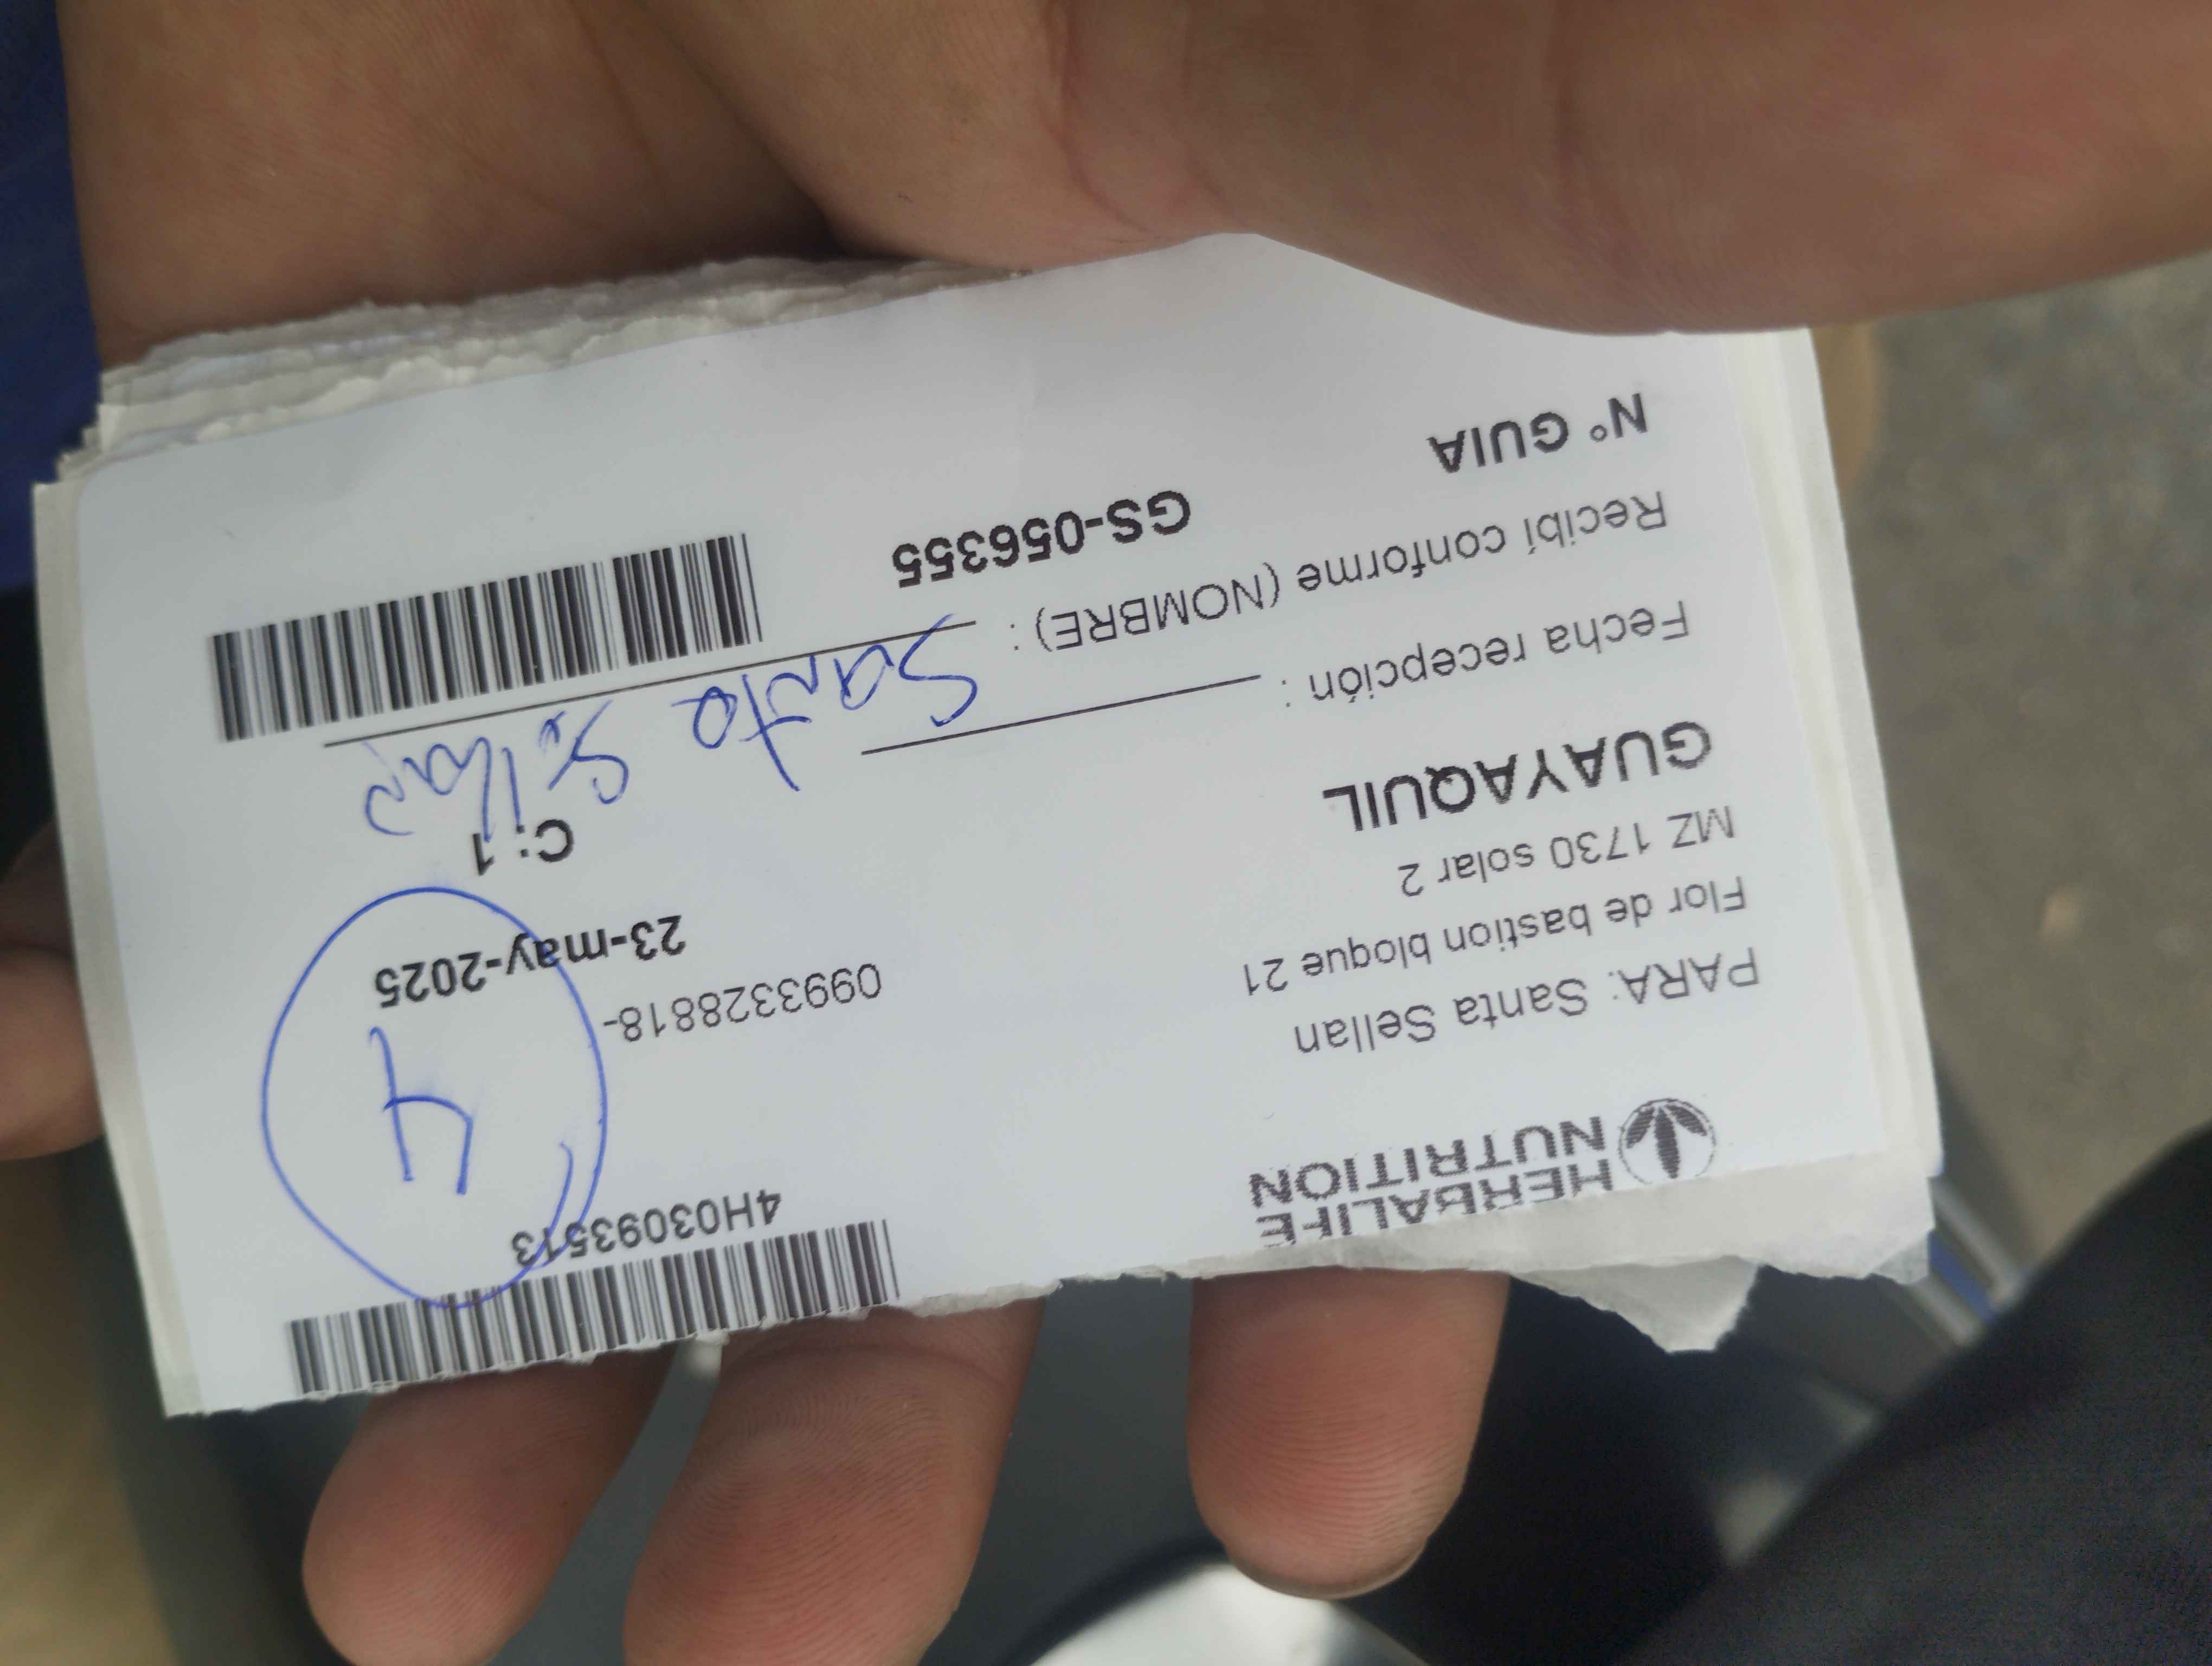 HERBALIFE
NUTRITION
4H03093513
4
PARA: Santa Sellan
0993328818-
Flor de bastion bloque 21
23-may-2025
MZ 1730 solar 2
C: 1
GUAYAQUIL
Fecha recepción :
Recibí conforme (NOMBRE) : Santa Sellan
N° GUIA GS-056355